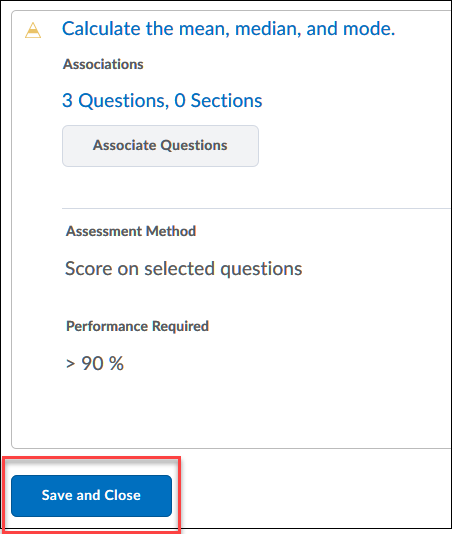 Calculate the mean, median, and mode.
Associations
3 Questions, 0 Sections
Associate Questions
Assessment Method
Score on selected questions
Performance Required
> 90 %
Save and Close